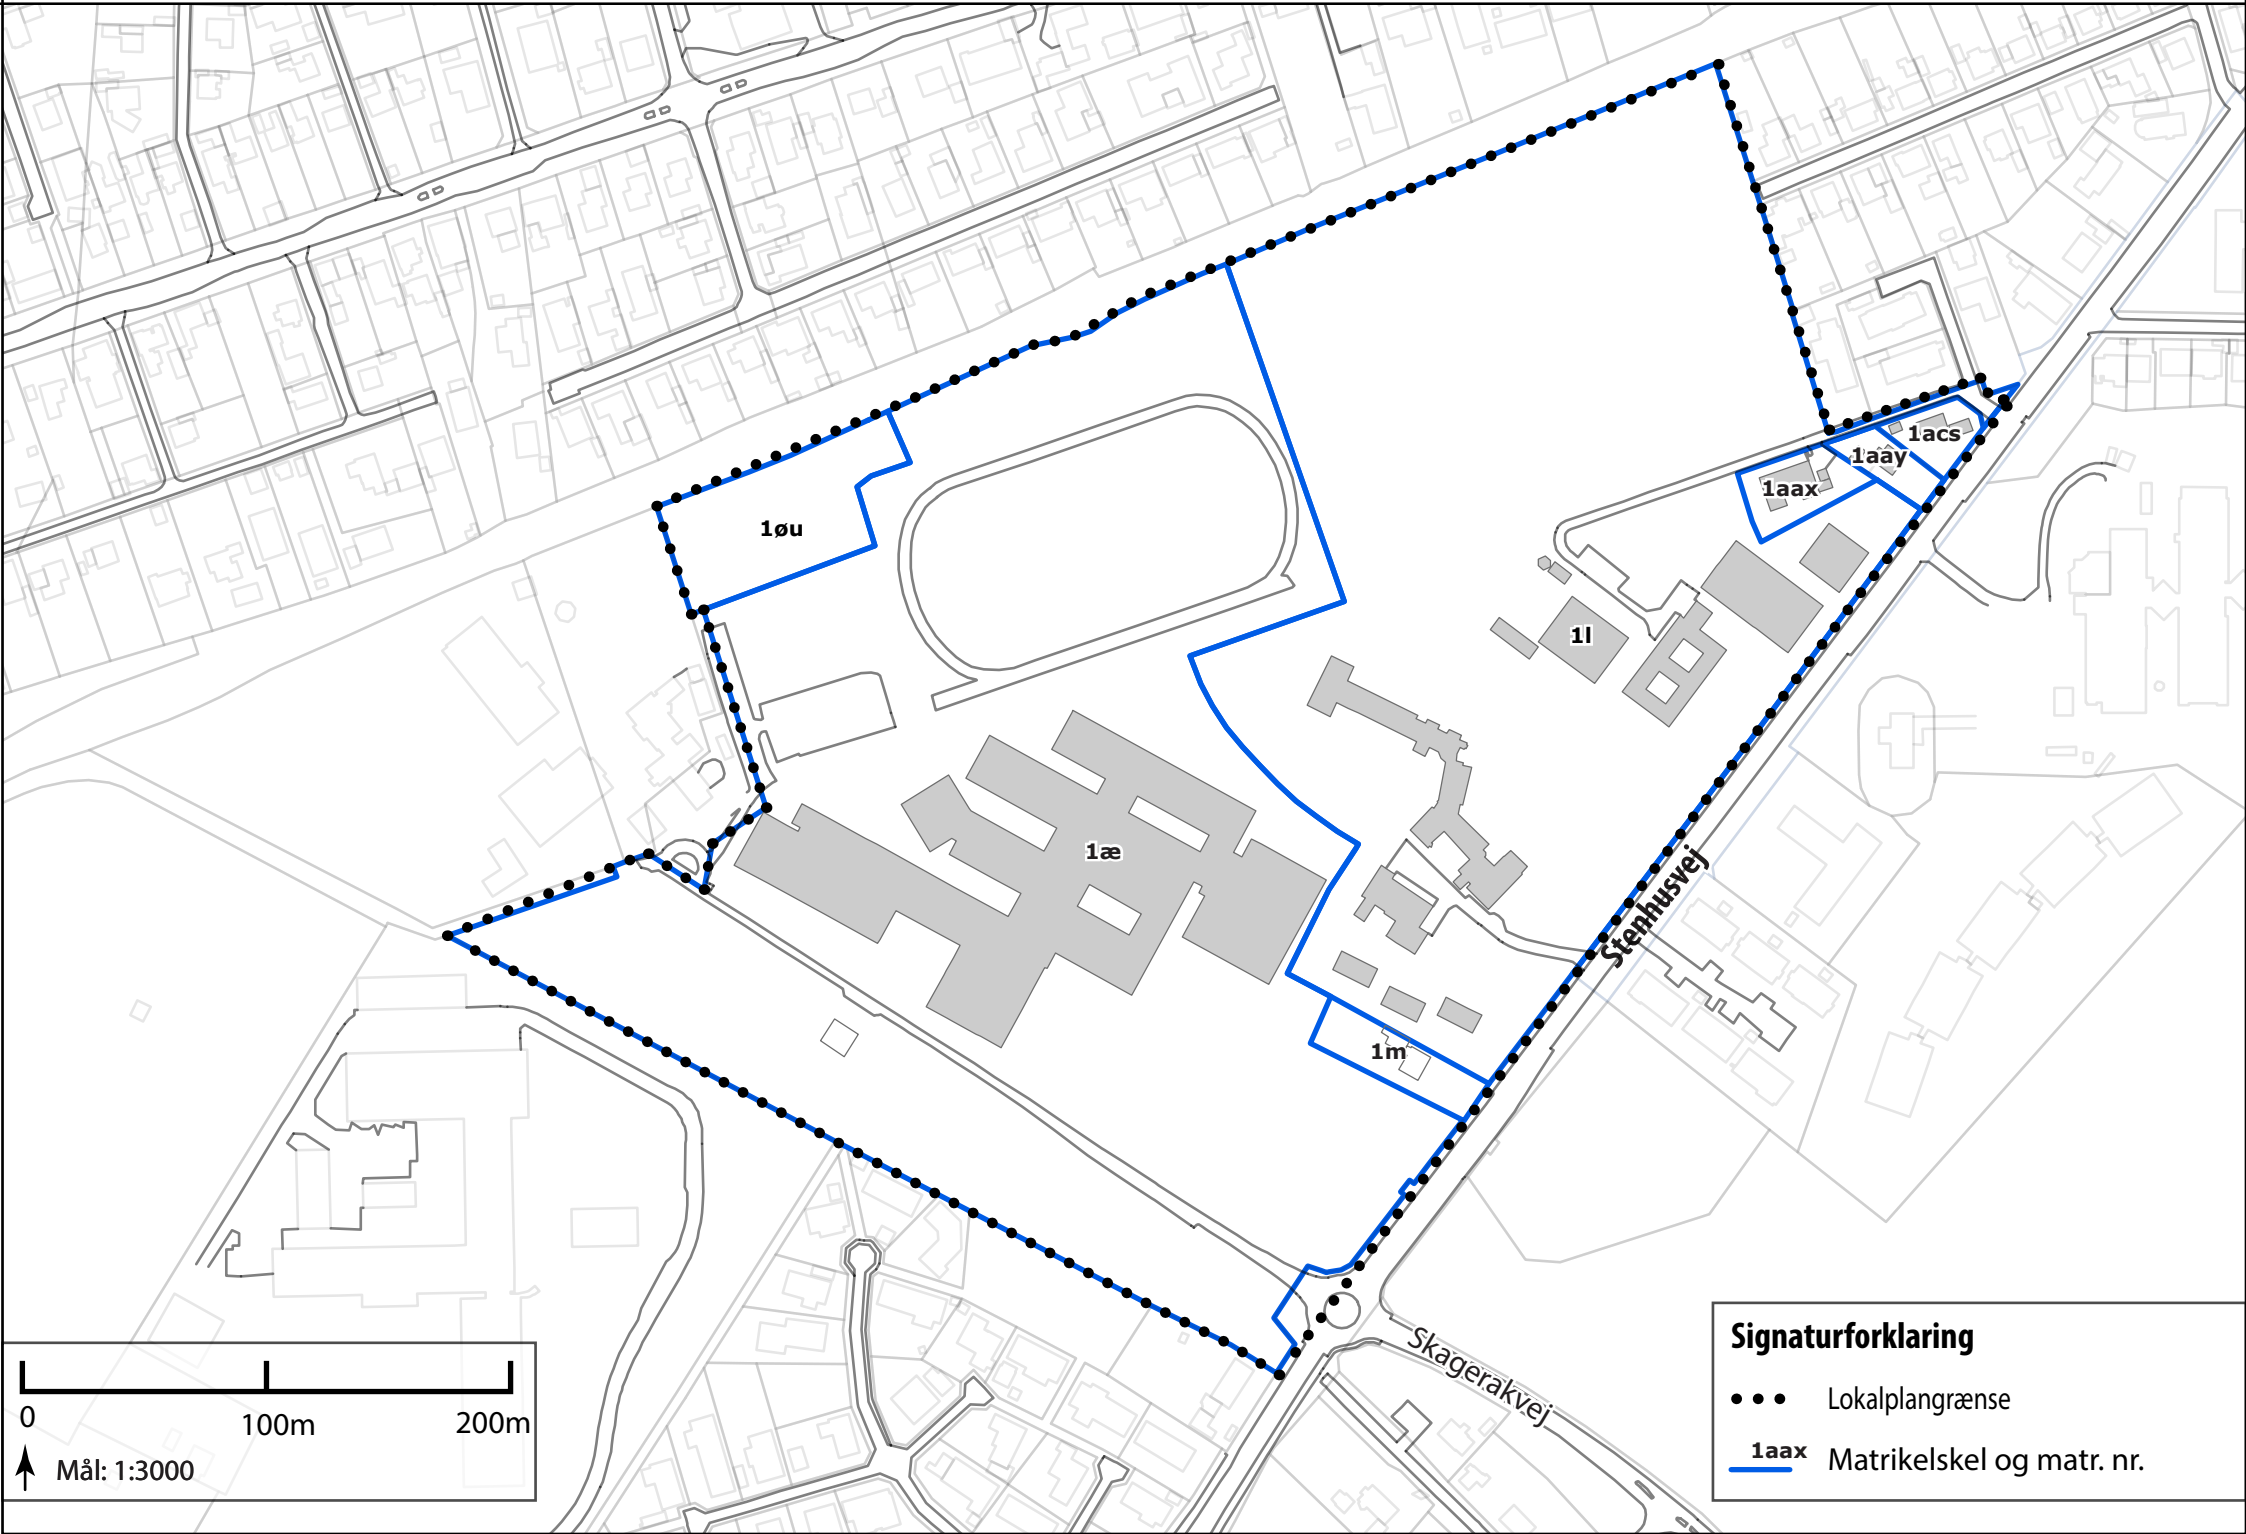 1acs
1aay
1aax
1øu
1l
1æ
Stenhusvej
1m
Skagerakvej
0
100m
200m
Mål: 1:3000
Signaturforklaring
Lokalplangrænse
1aax Matrikelskel og matr. nr.